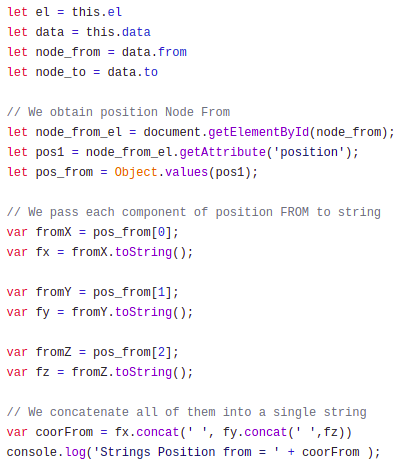 let el = this.el
let data = this.data
let node_from = data.from
let node_to = data.to
// We obtain position Node From
let node_from_el = document.getElementById(node_from);
let pos1 = node_from_el.getAttribute('position');
let pos_from = Object.values(pos1);
// We pass each component of position FROM to string
var fromX = pos_from[0];
var fx = fromX.toString();
var fromY = pos_from[1];
var fy = fromY.toString();
var fromZ = pos_from[2];
var fz = fromZ.toString();
// We concatenate all of them into a single string
var coorFrom = fx.concat(' ', fy.concat(' ',fz))
console.log('Strings Position from = ' + coorFrom );